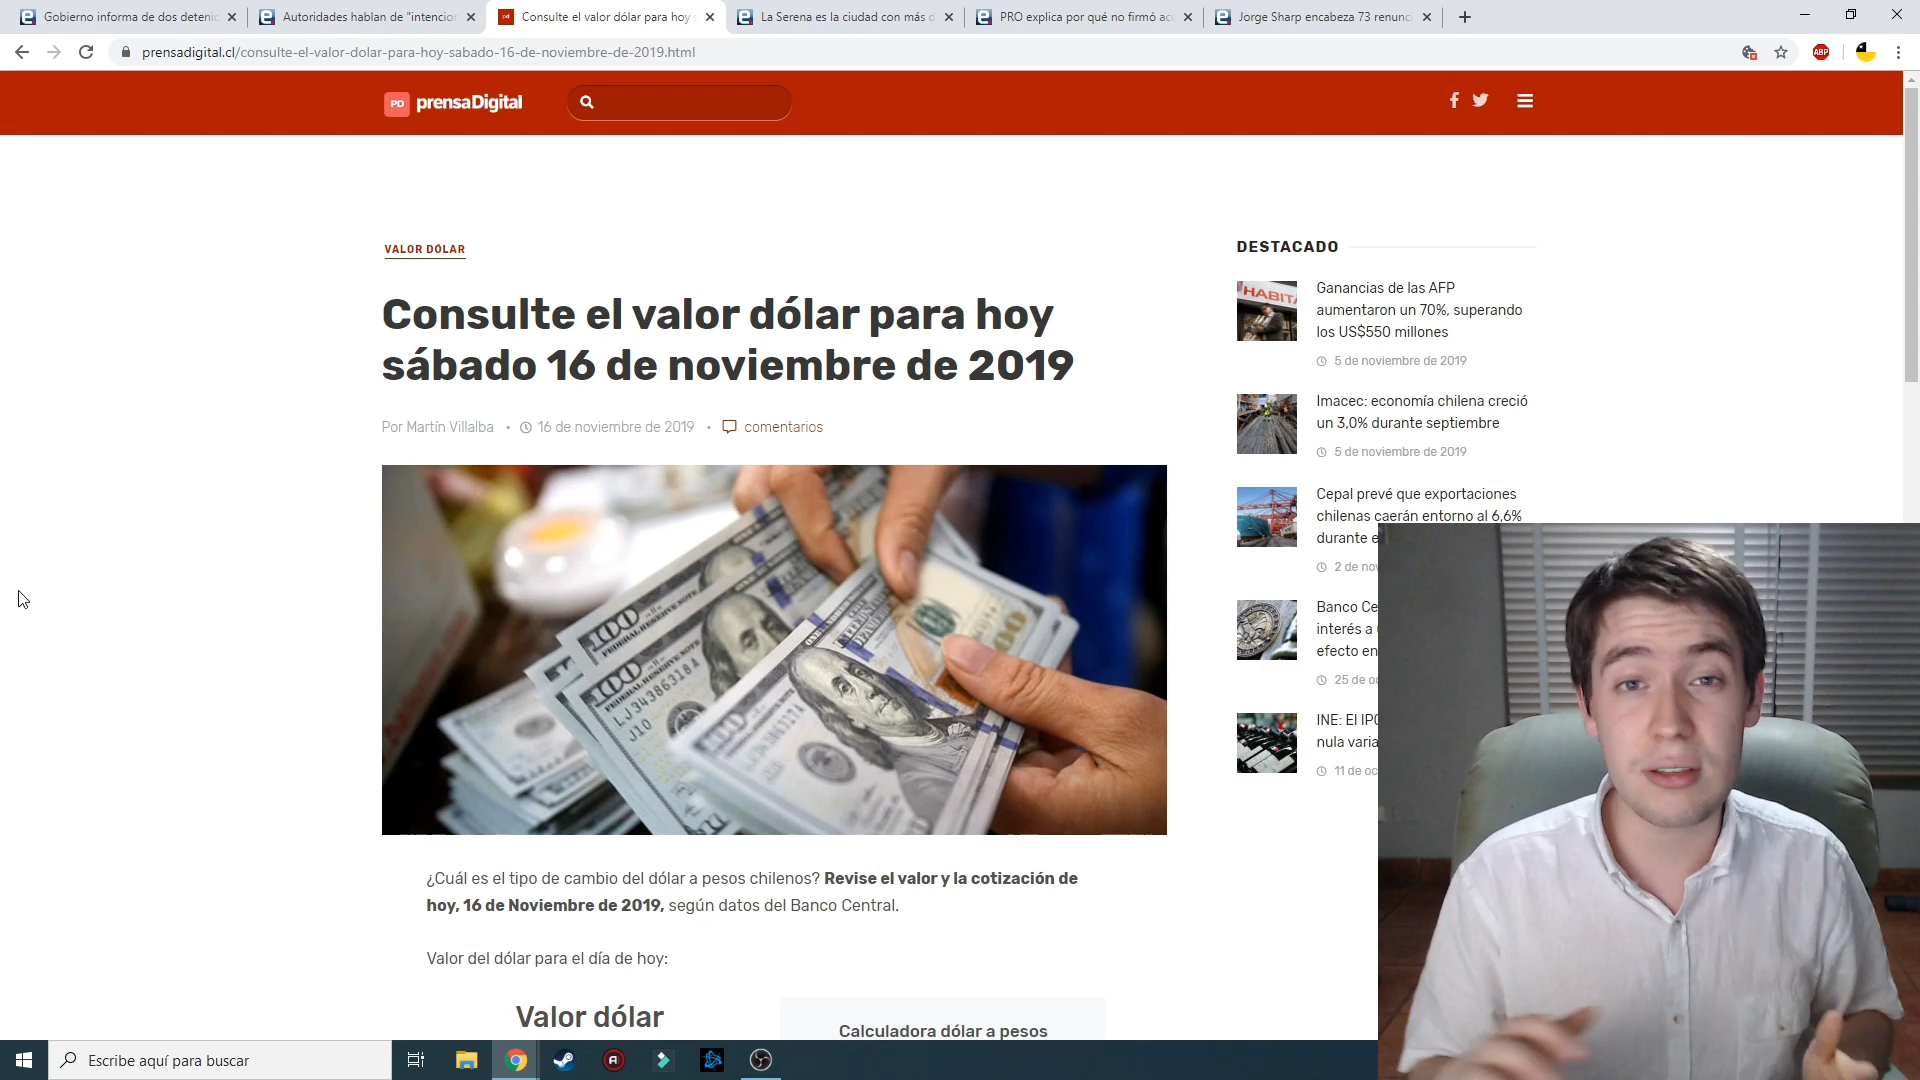 Gobierno informa de dos deteni
Autoridades hablan de "intencion
Consulte el valor dólar para hoy
La Serena es la ciudad con más d
PRO explica por qué no firmó ac
Jorge Sharp encabeza 73 renunc
prensadigital.cl/consulte-el-valor-dolar-para-hoy-sabado-16-de-noviembre-de-2019.html
ABP
PD prensaDigital
VALOR DÓLAR
Consulte el valor dólar para hoy
sábado 16 de noviembre de 2019
Por Martín Villalba • 16 de noviembre de 2019 • comentarios
¿Cuál es el tipo de cambio del dólar a pesos chilenos? Revise el valor y la cotización de
hoy, 16 de Noviembre de 2019, según datos del Banco Central.
Valor del dólar para el día de hoy:
Valor dólar
Calculadora dólar a pesos
DESTACADO
HABITA
Ganancias de las AFP
aumentaron un 70%, superando
los US$550 millones
5 de noviembre de 2019
Imacec: economía chilena creció
un 3,0% durante septiembre
5 de noviembre de 2019
Cepal prevé que exportaciones
chilenas caerán entorno al 6,6%
durante e
2 de nov
Banco Ce
interés a
efecto en
25 de oc
INE: El IPC
nula varia
11 de oc
Escribe aquí para buscar